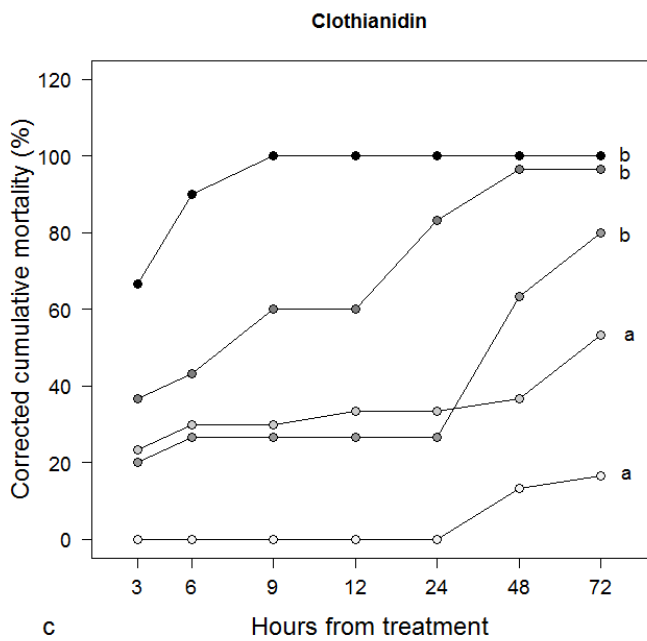 Clothianidin
Corrected cumulative mortality (%)
120
100
80
60
40
20
0
b
b
b
a
a
3 6 9 12 24 48 72
c Hours from treatment